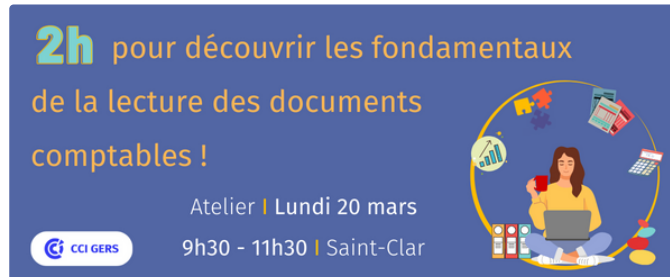 2h pour découvrir les fondamentaux
de la lecture des documents
comptables !
Atelier I Lundi 20 mars
9h30 - 11h30 I Saint-Clar
CCI GERS